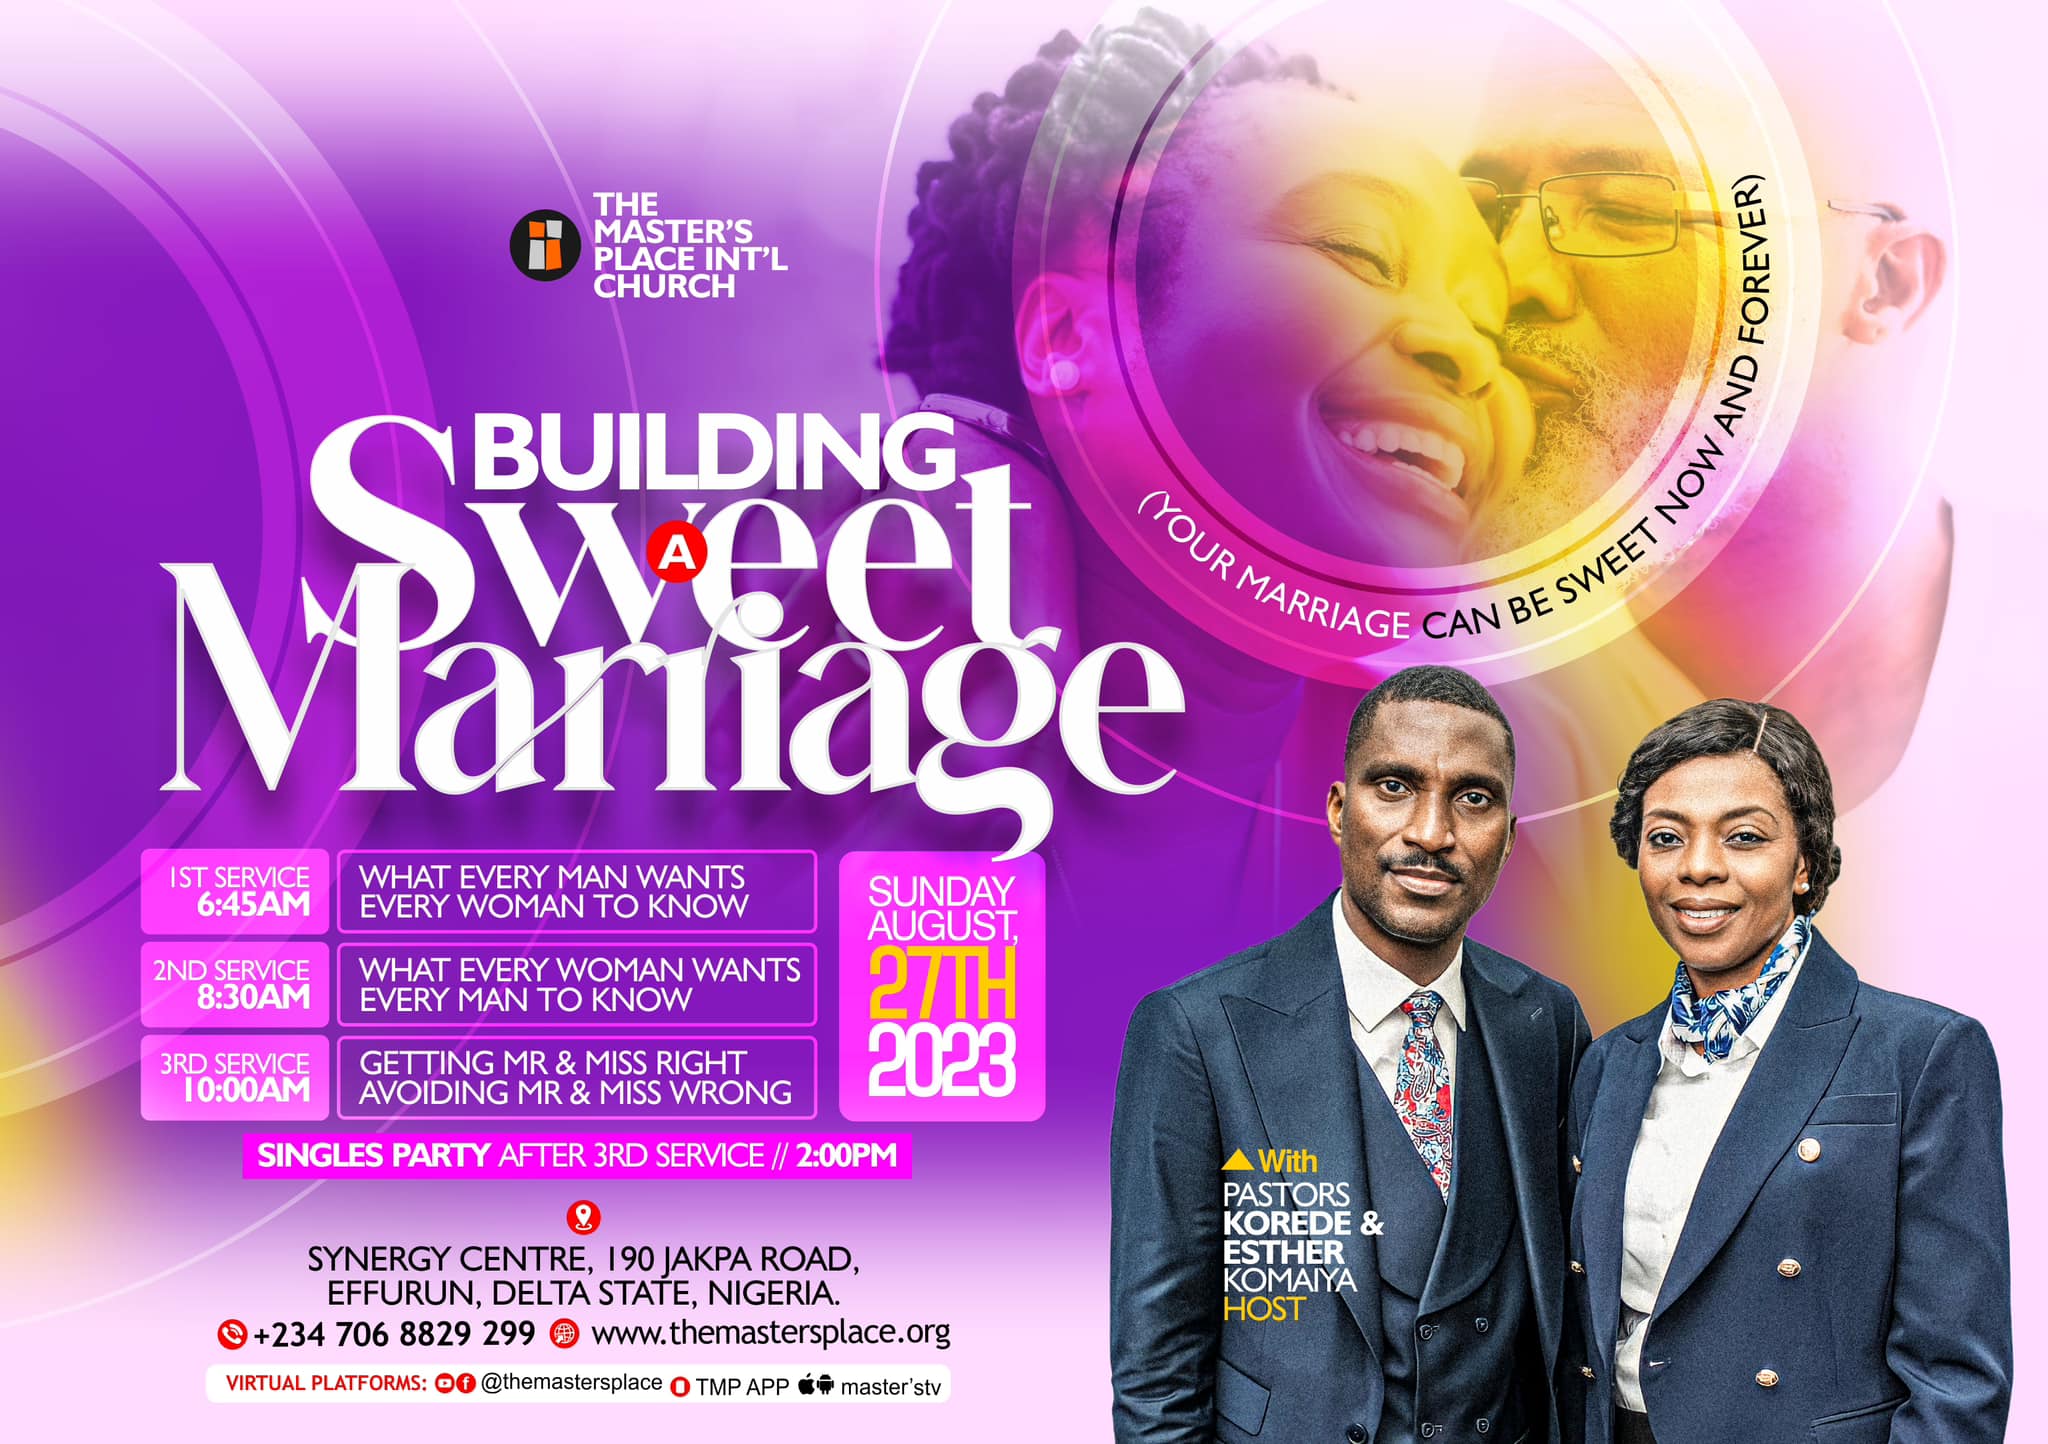 THE
MASTER'S
PLACE INT'L
CHURCH
BUILDING
A
Sweet
Marriage
(YOUR MARRIAGE CAN BE SWEET NOW AND FOREVER)
1ST SERVICE
6:45AM
WHAT EVERY MAN WANTS
EVERY WOMAN TO KNOW
2ND SERVICE
8:30AM
WHAT EVERY WOMAN WANTS
EVERY MAN TO KNOW
3RD SERVICE
10:00AM
GETTING MR & MISS RIGHT
AVOIDING MR & MISS WRONG
SUNDAY
AUGUST,
27TH
2023
SINGLES PARTY AFTER 3RD SERVICE // 2:00PM
SYNERGY CENTRE, 190 JAKPA ROAD,
EFFURUN, DELTA STATE, NIGERIA.
+234 706 8829 299 www.themastersplace.org
VIRTUAL PLATFORMS: @themastersplace TMP APP master'stv
With
PASTORS
KOREDE &
ESTHER
KOMAIYA
HOST